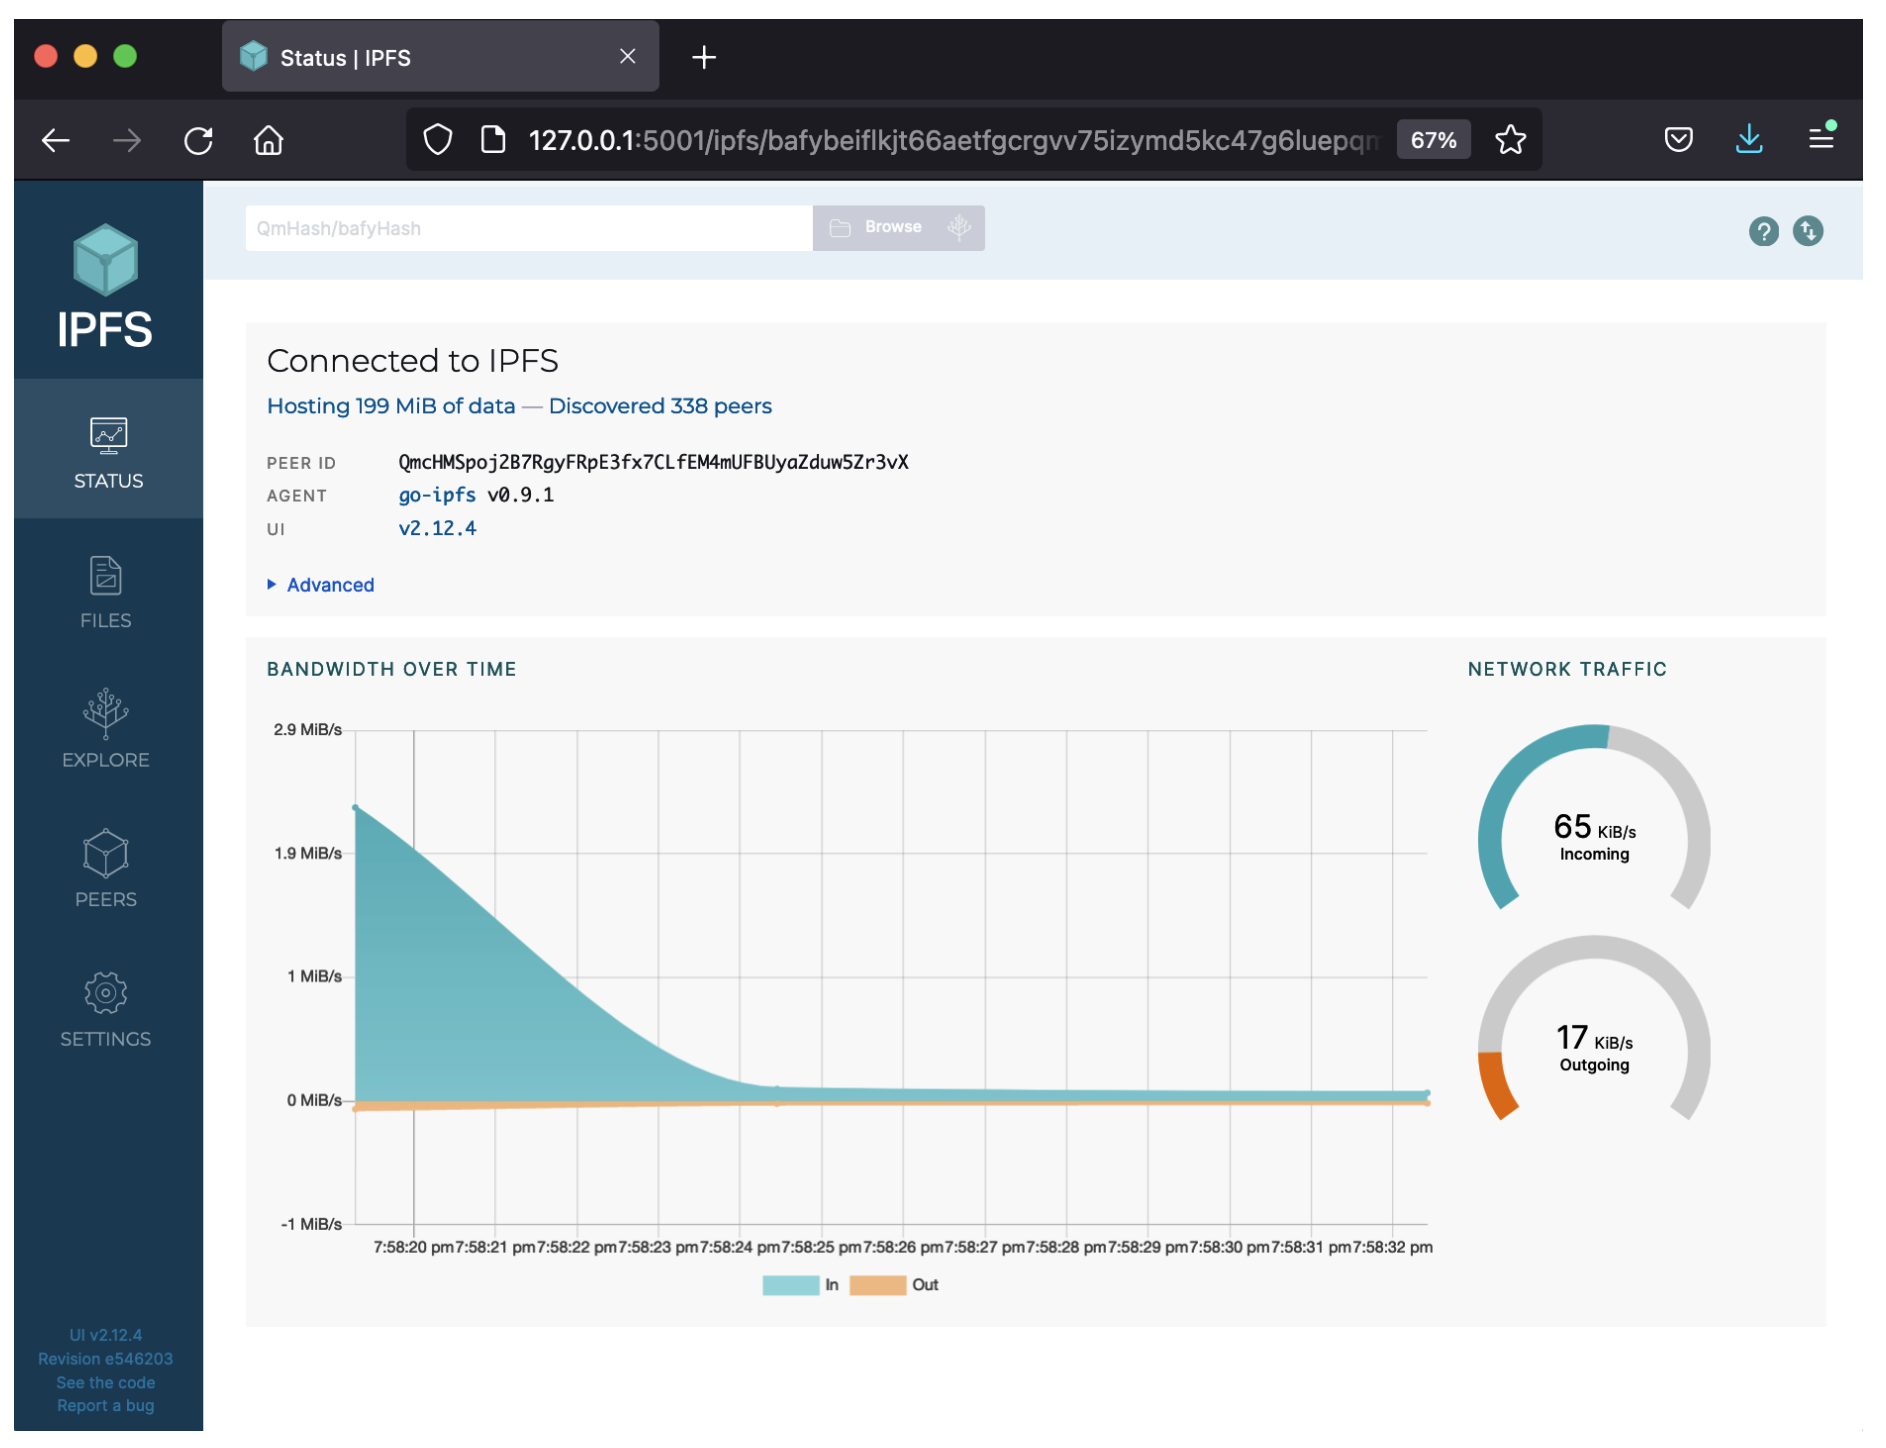 Status | IPFS
127.0.0.1:5001/ipfs/bafybeiflkjt66aetfgcrgvv75izymd5kc47g6luepqm
67%
IPFS
STATUS
FILES
EXPLORE
PEERS
SETTINGS
UI v2.12.4
Revision e546203
See the code
Report a bug
QmHash/bafyHash
Browse
?
Connected to IPFS
Hosting 199 MiB of data — Discovered 338 peers
PEER ID QmcHMSpoj2B7RgyFRpE3fx7CLfEM4mUFBUyaZduw5Zr3vX
AGENT go-ipfs v0.9.1
UI v2.12.4
Advanced
BANDWIDTH OVER TIME
2.9 MiB/s
1.9 MiB/s
1 MiB/s
0 MiB/s
-1 MiB/s
7:58:20 pm 7:58:21 pm 7:58:22 pm 7:58:23 pm 7:58:24 pm 7:58:25 pm 7:58:26 pm 7:58:27 pm 7:58:28 pm 7:58:29 pm 7:58:30 pm 7:58:31 pm 7:58:32 pm
In Out
NETWORK TRAFFIC
65 KiB/s
Incoming
17 KiB/s
Outgoing